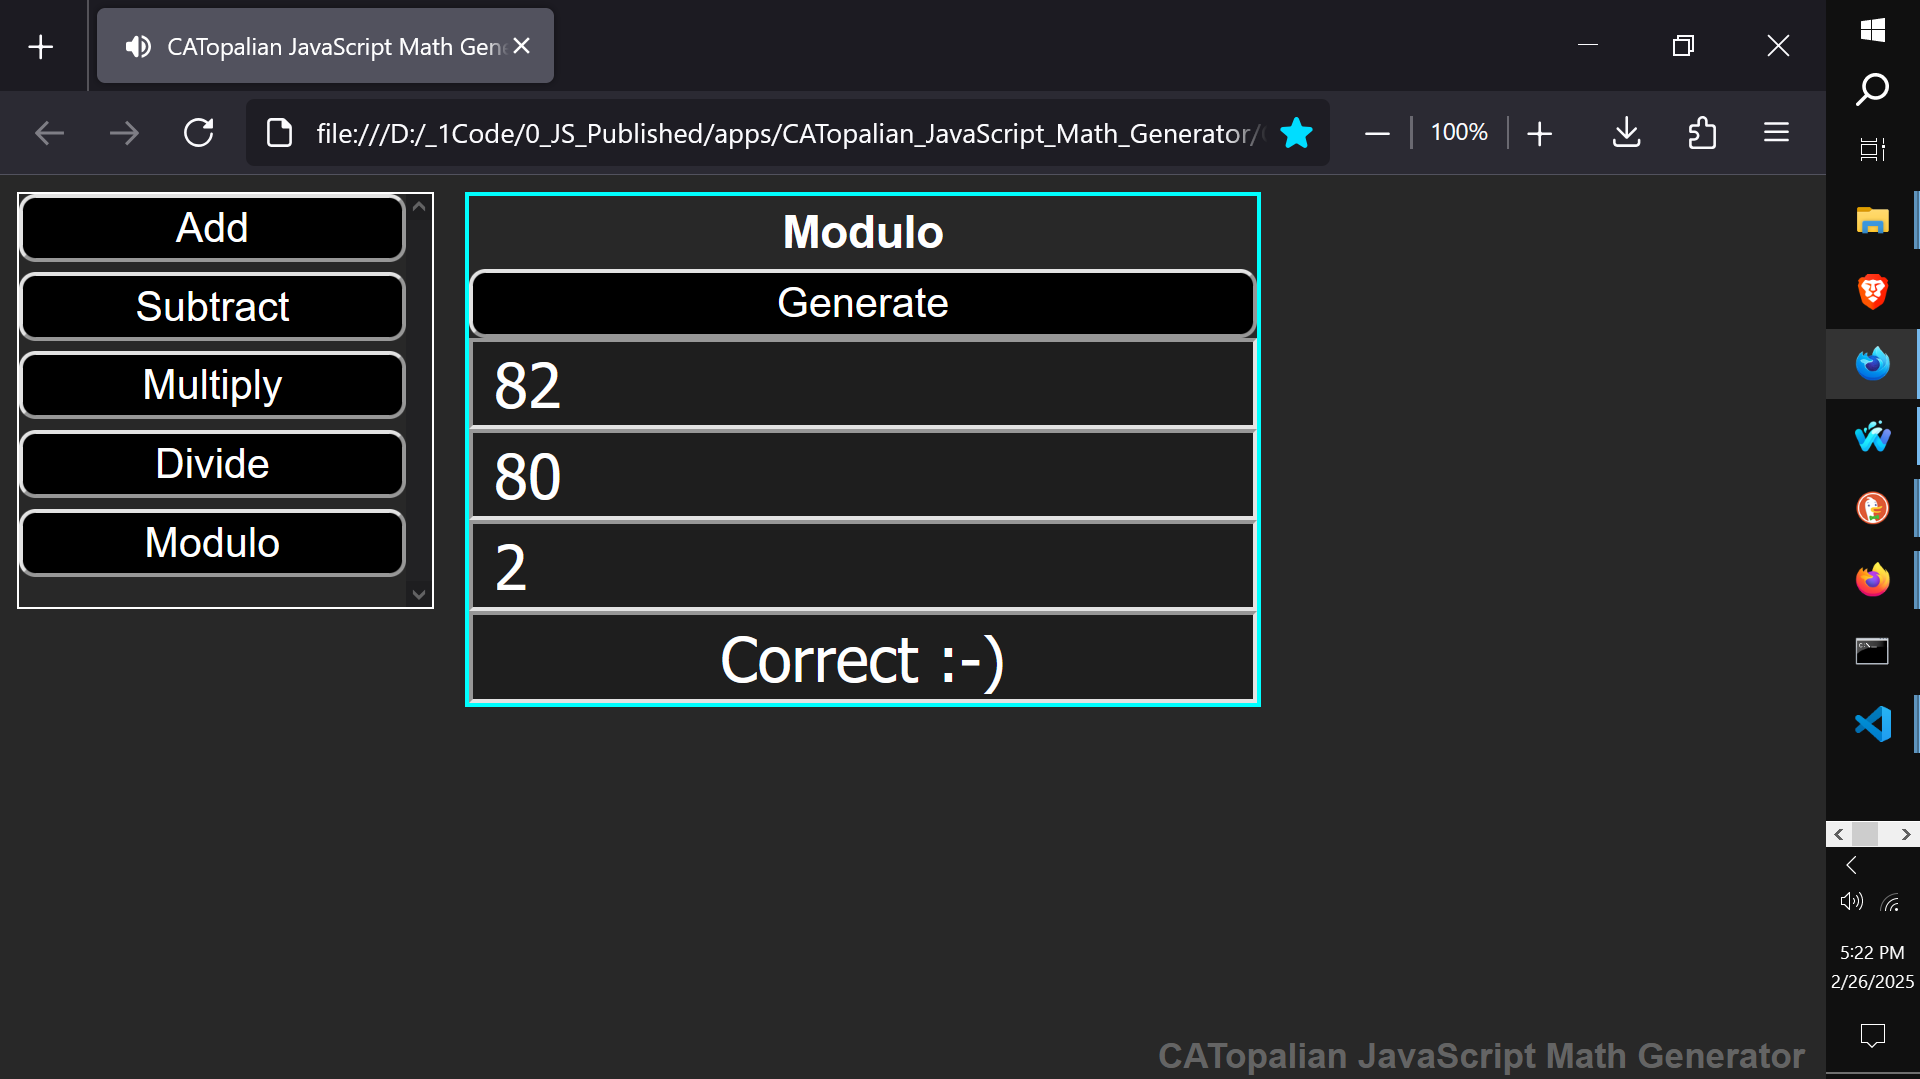 CATopalian JavaScript Math Gen
file:///D:/_1Code/0_JS_Published/apps/CATopalian_JavaScript_Math_Generator/
100%
Add
Subtract
Multiply
Divide
Modulo
Modulo
Generate
82
80
2
Correct :-)
5:22 PM
2/26/2025
CATopalian JavaScript Math Generator